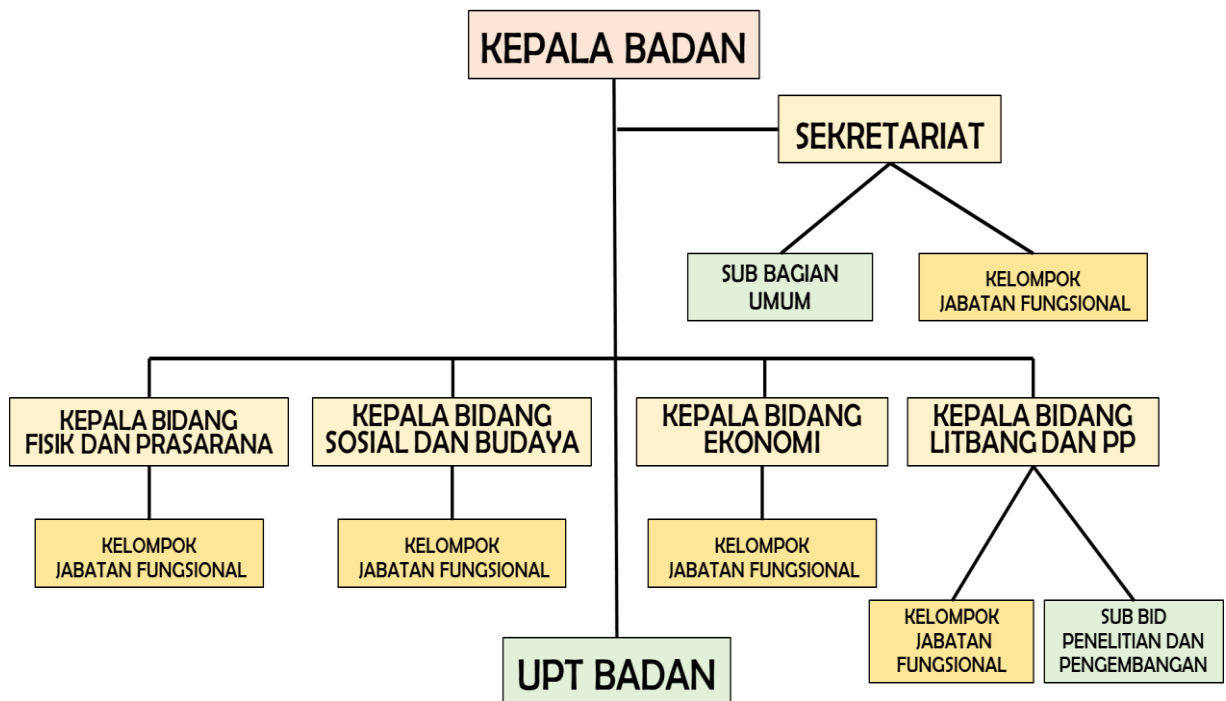 KEPALA BADAN
SEKRETARIAT
SUB BAGIAN
UMUM
KELOMPOK
JABATAN FUNGSIONAL
KEPALA BIDANG
FISIK DAN PRASARANA
KEPALA BIDANG
SOSIAL DAN BUDAYA
KEPALA BIDANG
EKONOMI
KEPALA BIDANG
LITBANG DAN PP
KELOMPOK
JABATAN FUNGSIONAL
KELOMPOK
JABATAN FUNGSIONAL
KELOMPOK
JABATAN FUNGSIONAL
KELOMPOK
JABATAN
FUNGSIONAL
SUB BID
PENELITIAN DAN
PENGEMBANGAN
UPT BADAN